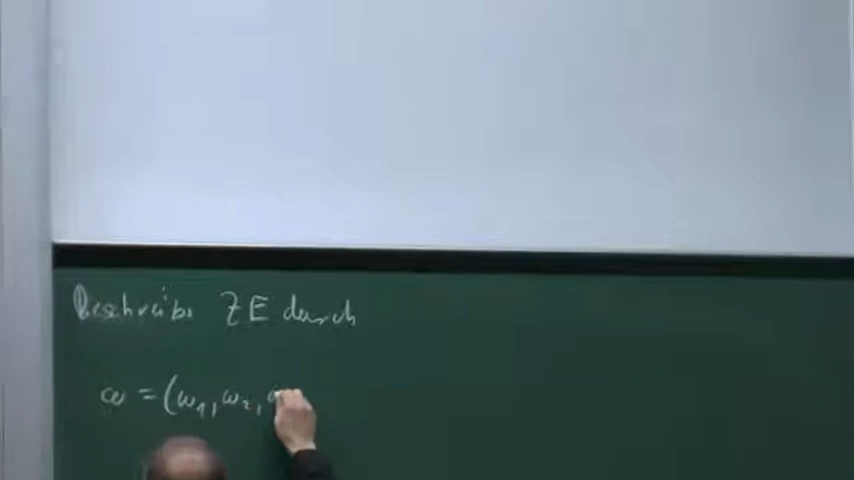 Beschreibe ZE durch
ω = (ω₁, ω₂,